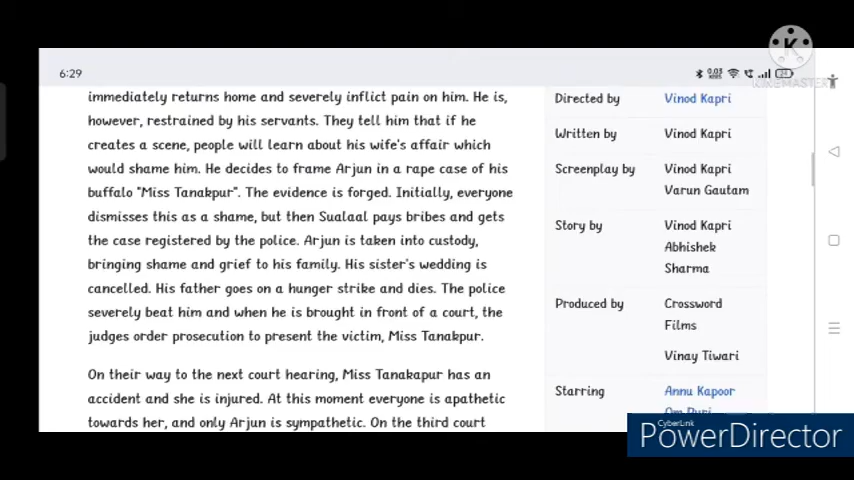 6:29
0.03
24
KINEMASTER
immediately returns home and severely inflict pain on him. He is,
however, restrained by his servants. They tell him that if he
creates a scene, people will learn about his wife's affair which
would shame him. He decides to frame Arjun in a rape case of his
buffalo "Miss Tanakpur". The evidence is forged. Initially, everyone
dismisses this as a shame, but then Sualaal pays bribes and gets
the case registered by the police. Arjun is taken into custody,
bringing shame and grief to his family. His sister's wedding is
cancelled. His father goes on a hunger strike and dies. The police
severely beat him and when he is brought in front of a court, the
judges order prosecution to present the victim, Miss Tanakpur.
On their way to the next court hearing, Miss Tanakapur has an
accident and she is injured. At this moment everyone is apathetic
towards her, and only Arjun is sympathetic. On the third court
Directed by Vinod Kapri
Written by Vinod Kapri
Screenplay by Vinod Kapri
Varun Gautam
Story by Vinod Kapri
Abhishek
Sharma
Produced by Crossword
Films
Vinay Tiwari
Starring Annu Kapoor
Om Puri
CyberLink
PowerDirector